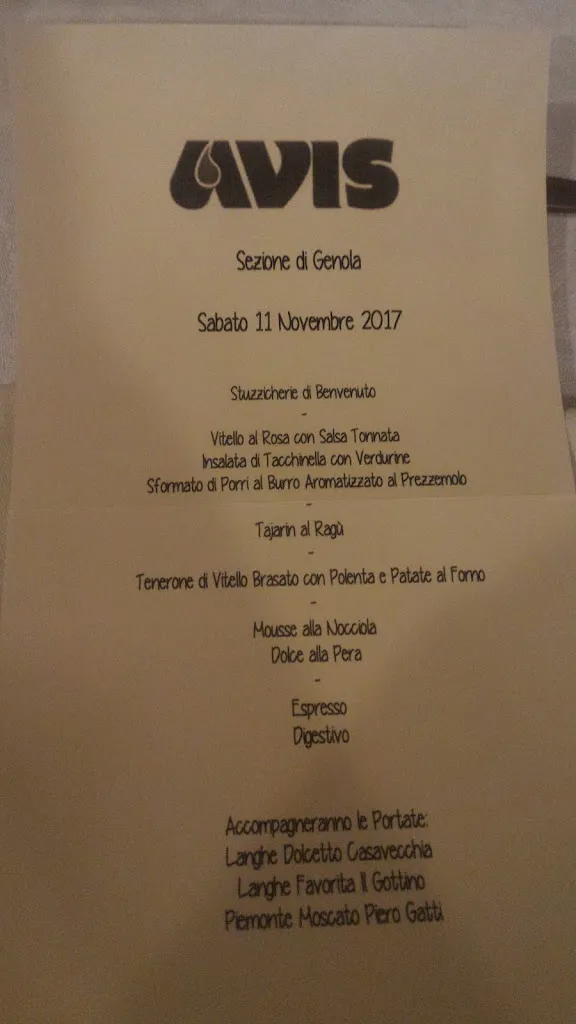 AVIS
Sezione di Genola
Sabato 11 Novembre 2017
Stuzzicherie di Benvenuto
-
Vitello al Rosa con Salsa Tonnata
Insalata di Tacchinella con Verdurine
Sformato di Porri al Burro Aromatizzato al Prezzemolo
-
Tajarin al Ragù
-
Tenerone di Vitello Brasato con Polenta e Patate al Forno
-
Mousse alla Nocciola
Dolce alla Pera
-
Espresso
Digestivo
Accompagneranno le Portate:
Langhe Dolcetto Casavecchia
Langhe Favorita Il Gottino
Piemonte Moscato Piero Gatti